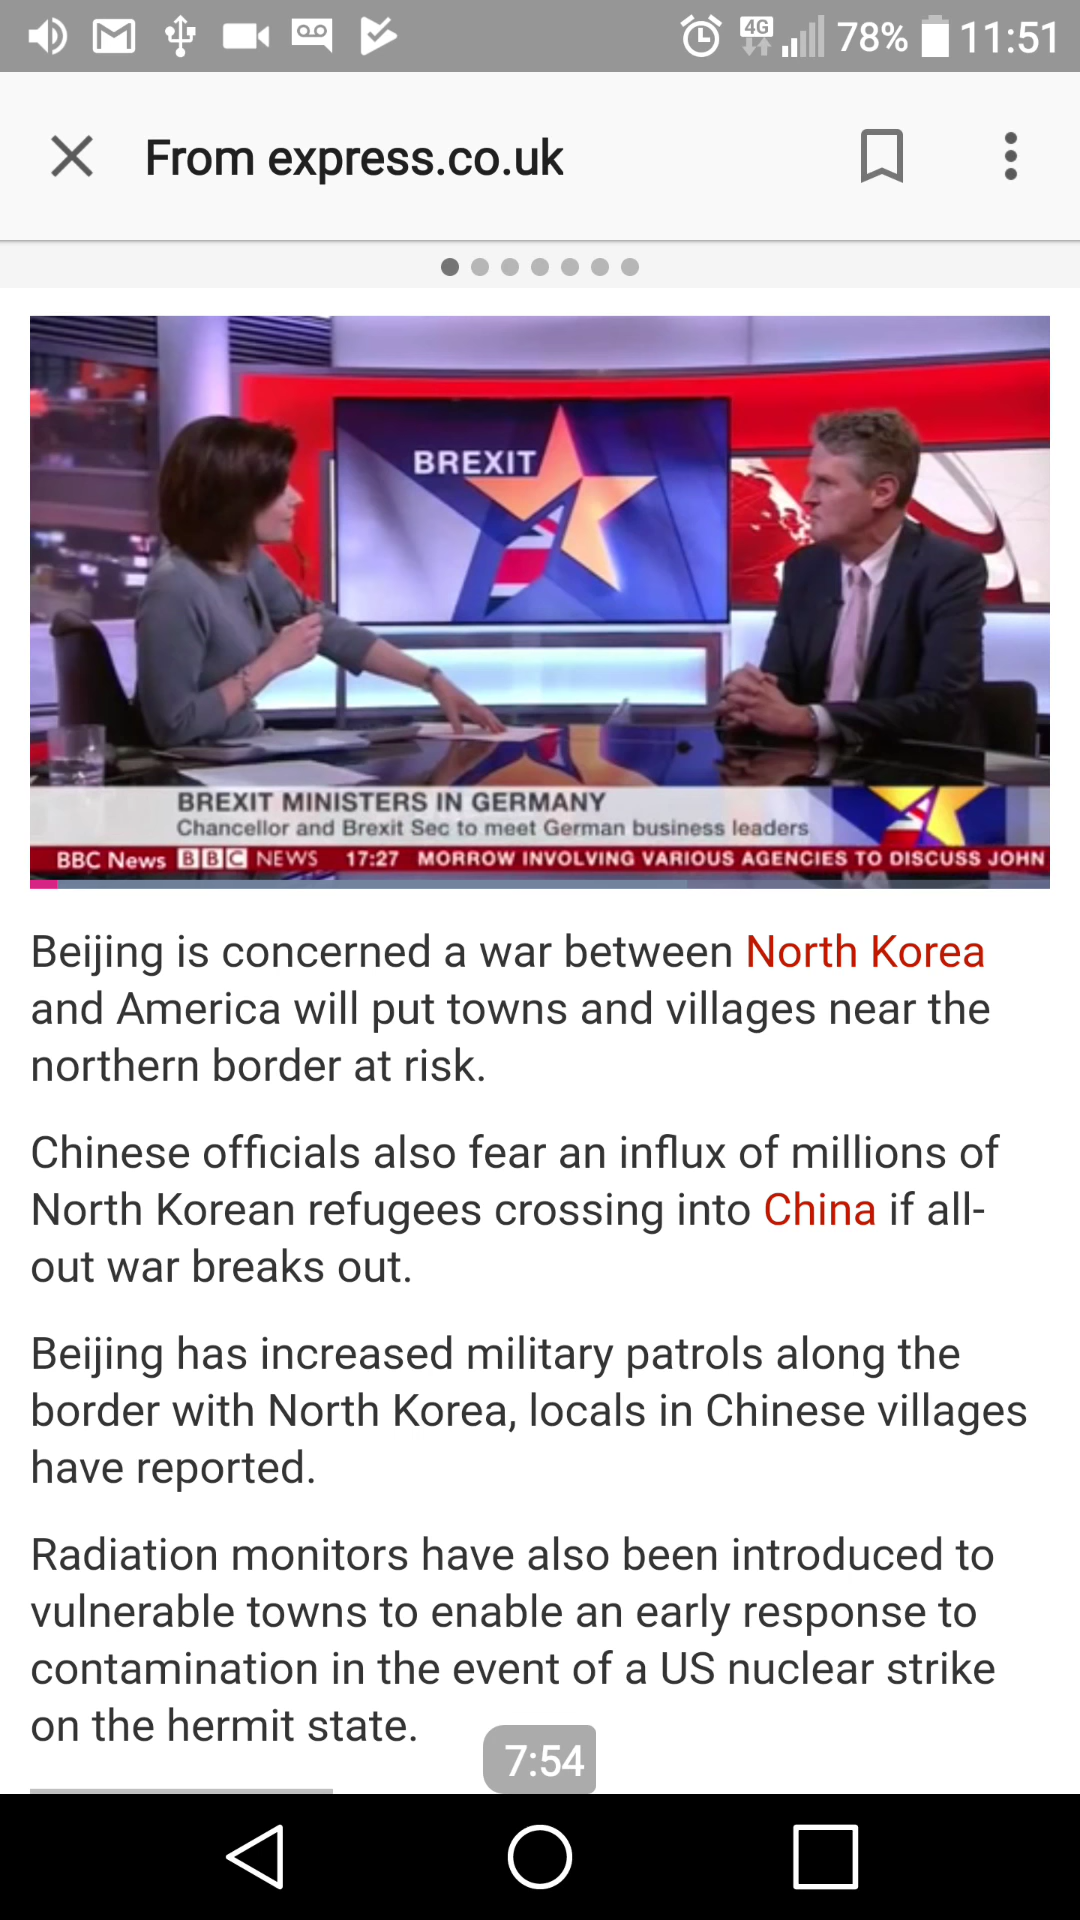 4G 78% 11:51
From express.co.uk
BREXIT
BREXIT MINISTERS IN GERMANY
Chancellor and Brexit Sec to meet German business leaders
BBC News BBC NEWS 17:27 MORROW INVOLVING VARIOUS AGENCIES TO DISCUSS JOHN
Beijing is concerned a war between North Korea
and America will put towns and villages near the
northern border at risk.
Chinese officials also fear an influx of millions of
North Korean refugees crossing into China if all-
out war breaks out.
Beijing has increased military patrols along the
border with North Korea, locals in Chinese villages
have reported.
Radiation monitors have also been introduced to
vulnerable towns to enable an early response to
contamination in the event of a US nuclear strike
on the hermit state.
7:54